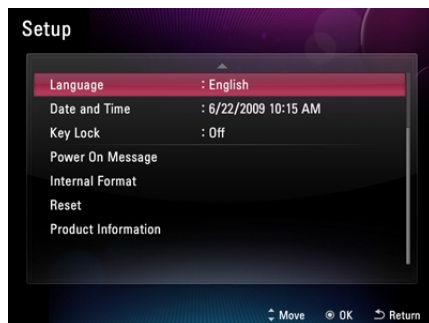 Setup
Language : English
Date and Time : 6/22/2009 10:15 AM
Key Lock : Off
Power On Message
Internal Format
Reset
Product Information
Move OK Return